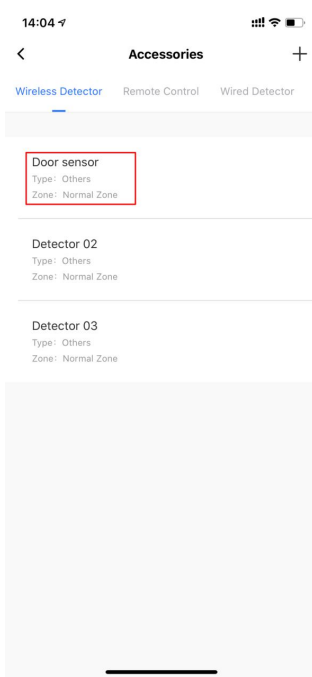 14:04
Accessories
Wireless Detector Remote Control Wired Detector
Door sensor
Type: Others
Zone: Normal Zone
Detector 02
Type: Others
Zone: Normal Zone
Detector 03
Type: Others
Zone: Normal Zone